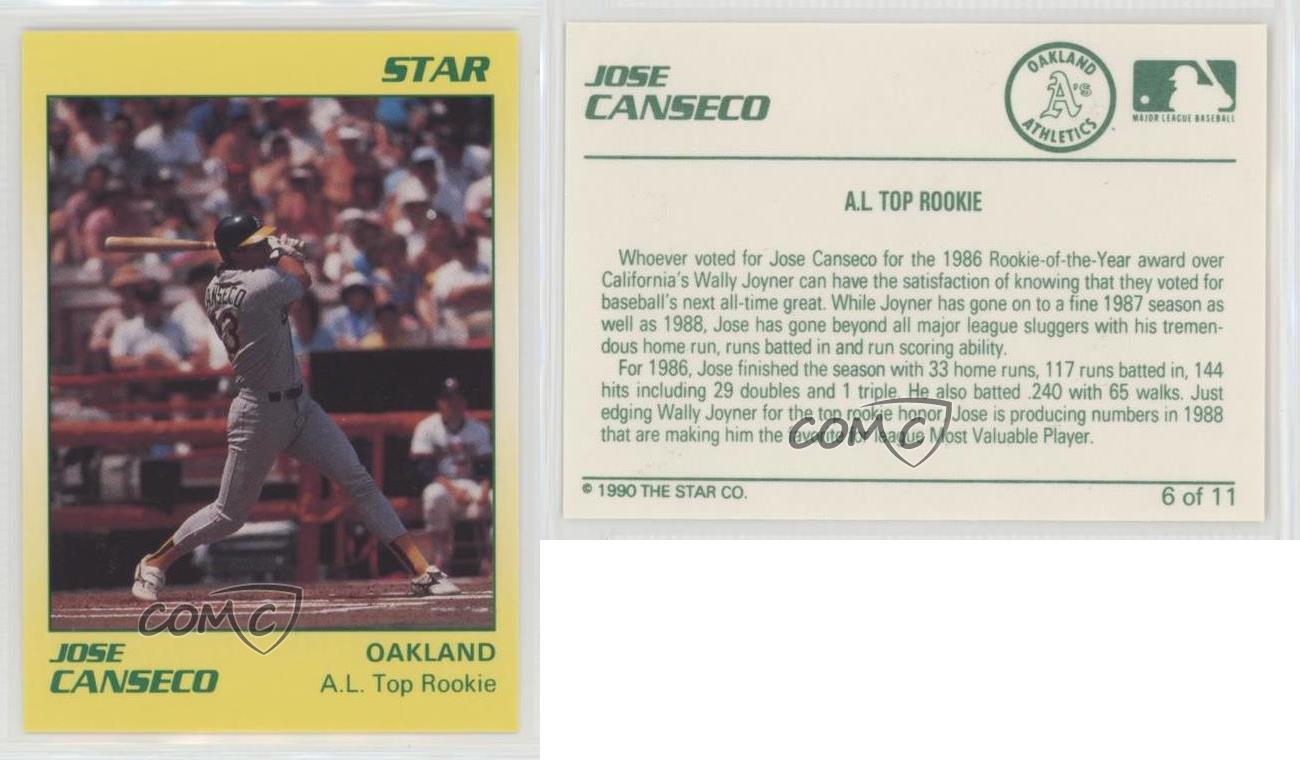 STAR
CANSECO
33
COMC
JOSE
CANSECO
OAKLAND
A.L. Top Rookie
JOSE
CANSECO
OAKLAND
A's
ATHLETICS
MAJOR LEAGUE BASEBALL
A.L. TOP ROOKIE
Whoever voted for Jose Canseco for the 1986 Rookie-of-the-Year award over
California's Wally Joyner can have the satisfaction of knowing that they voted for
baseball's next all-time great. While Joyner has gone on to a fine 1987 season as
well as 1988, Jose has gone beyond all major league sluggers with his tremen-
dous home run, runs batted in and run scoring ability.
For 1986, Jose finished the season with 33 home runs, 117 runs batted in, 144
hits including 29 doubles and 1 triple. He also batted .240 with 65 walks. Just
edging Wally Joyner for the top rookie honor, Jose is producing numbers in 1988
that are making him the favorite for league Most Valuable Player.
COMC
© 1990 THE STAR CO.
6 of 11